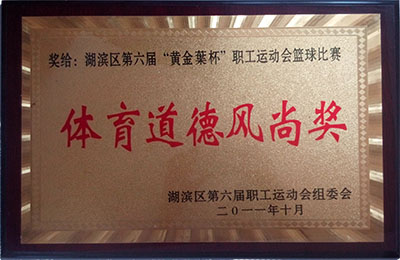 奖给：湖滨区第六届“黄金葉杯”职工运动会篮球比赛
体育道德风尚奖
湖滨区第六届职工运动会组委会
二〇一一年十月